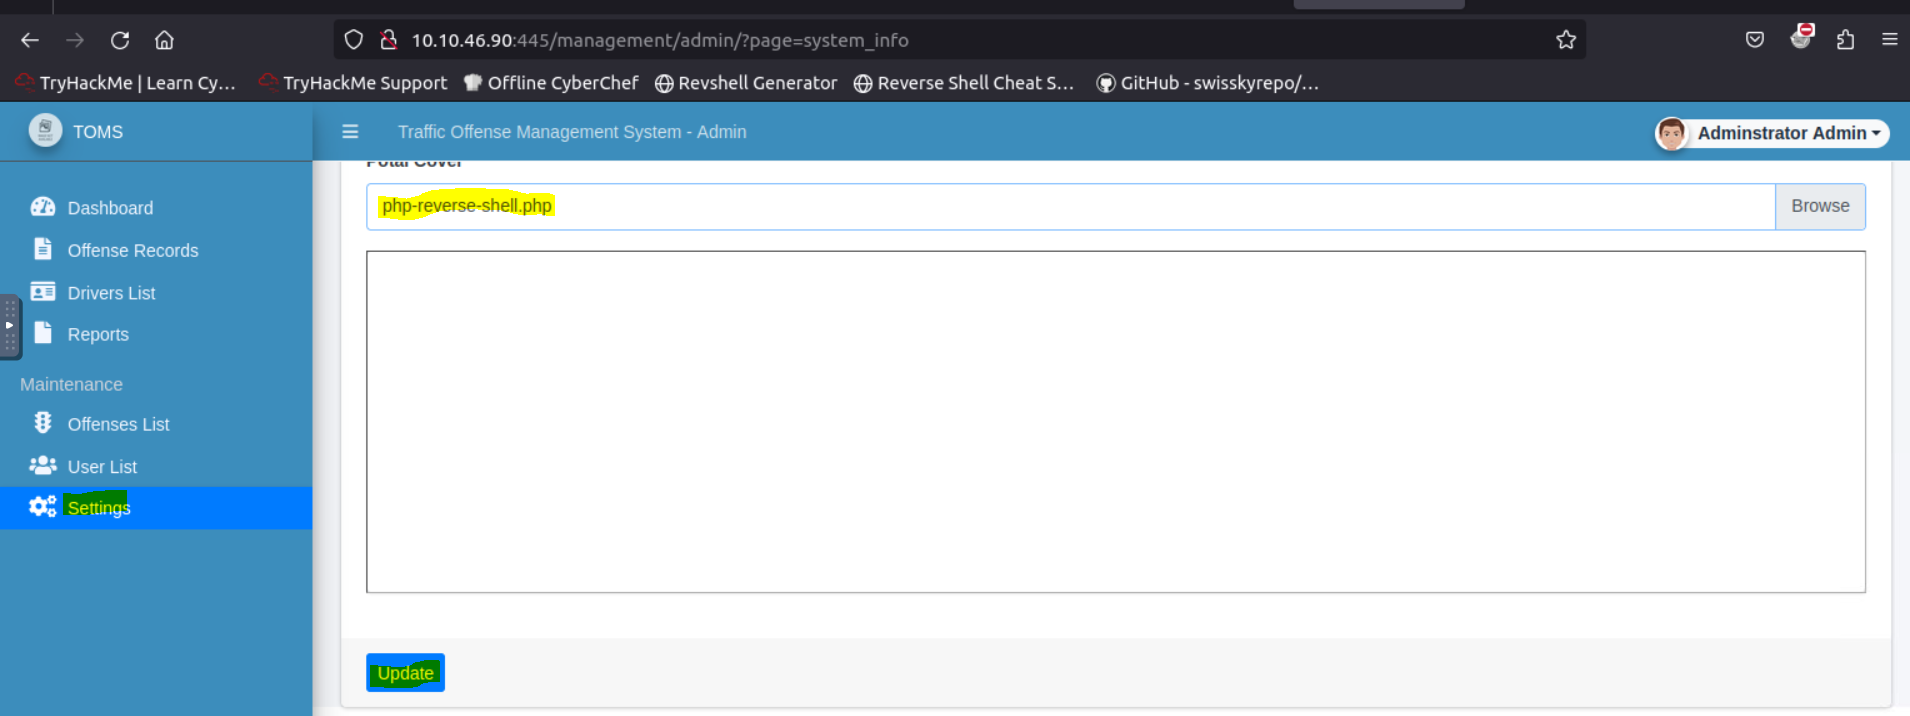 10.10.46.90:445/management/admin/?page=system_info
TryHackMe | Learn Cy... TryHackMe Support Offline CyberChef Revshell Generator Reverse Shell Cheat S... GitHub - swisskyrepo/...
TOMS Traffic Offense Management System - Admin Adminstrator Admin
Potal Cover
php-reverse-shell.php Browse
Dashboard
Offense Records
Drivers List
Reports
Maintenance
Offenses List
User List
Settings
Update